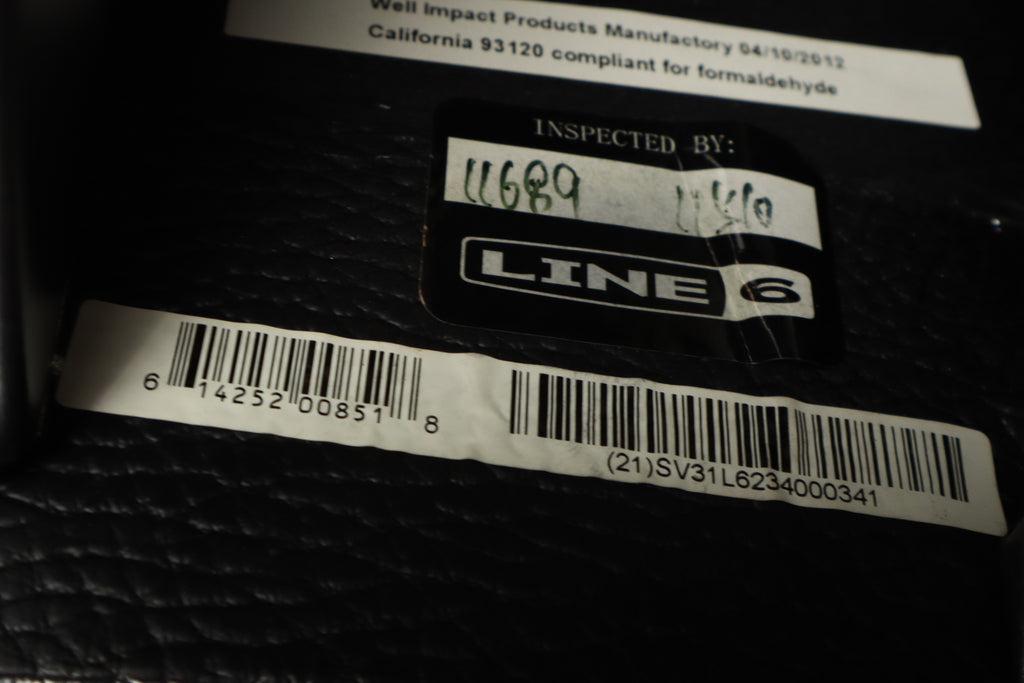 Well Impact Products Manufactory 04/10/2012
California 93120 compliant for formaldehyde
INSPECTED BY:
11689
LINE 6
6 14252 00851 8
(21)SV31L6234000341